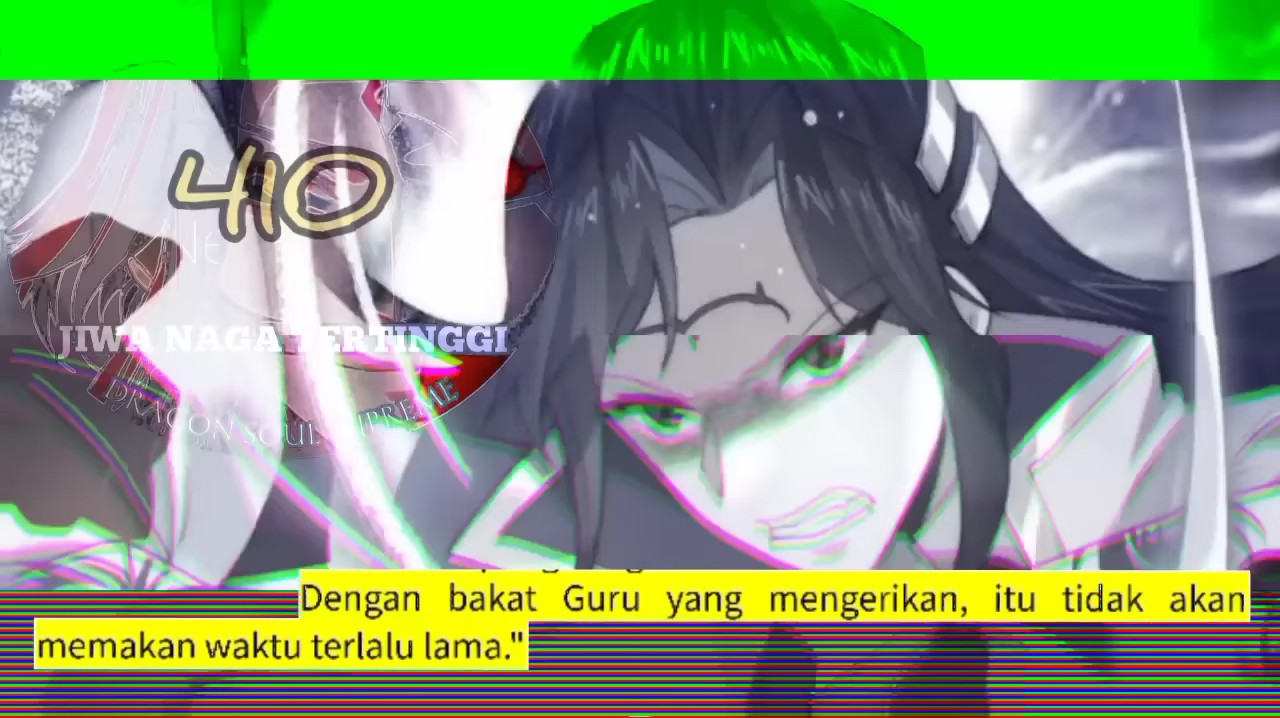 410
JIWA NAGA TERTINGGI
DRAGON SOUL SUPREME
Dengan bakat Guru yang mengerikan, itu tidak akan
memakan waktu terlalu lama."